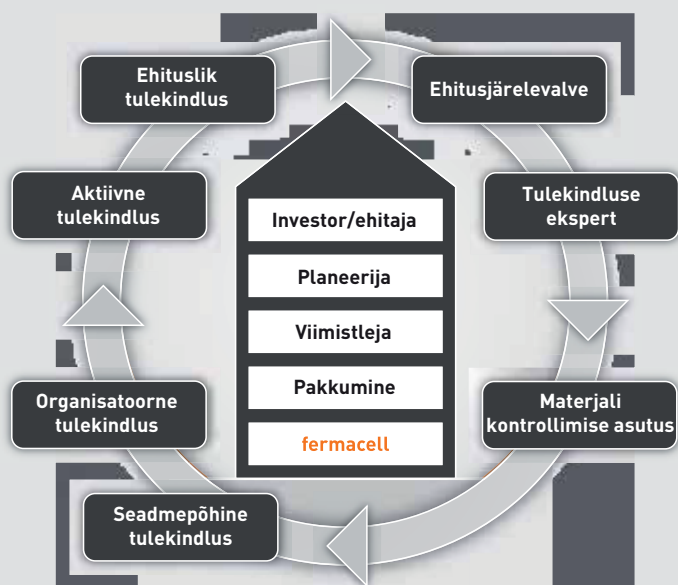 Ehituslik
tulekindlus
Ehitusjärelevalve
Aktiivne
tulekindlus
Tulekindluse
ekspert
Investor/ehitaja
Planeerija
Viimistleja
Pakkumine
fermacell
Organisatoorne
tulekindlus
Materjali
kontrollimise asutus
Seadmepõhine
tulekindlus